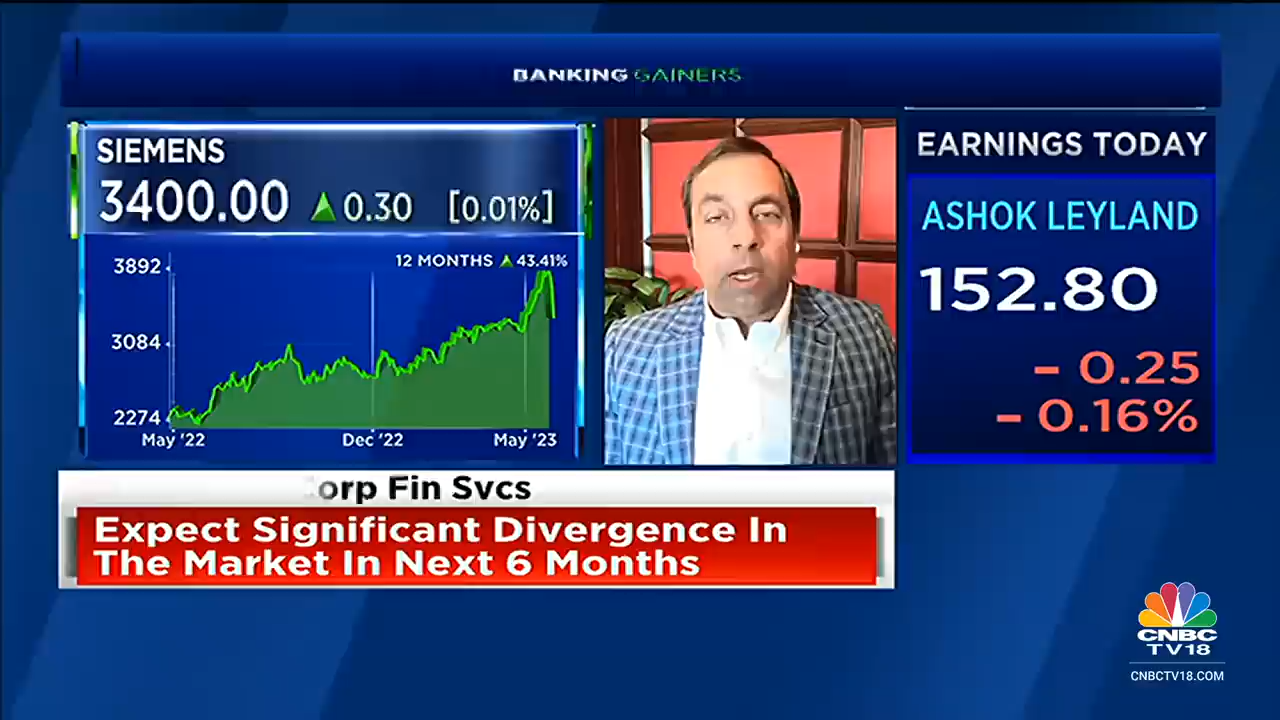 BANKING GAINERS
SIEMENS
3400.00 ▲ 0.30 [0.01%]
12 MONTHS ▲ 43.41%
3892
3084
2274
May '22 Dec '22 May '23
EARNINGS TODAY
ASHOK LEYLAND
152.80
- 0.25
- 0.16%
Fin Svcs
Expect Significant Divergence In
The Market In Next 6 Months
CNBC
TV18
CNBCTV18.COM